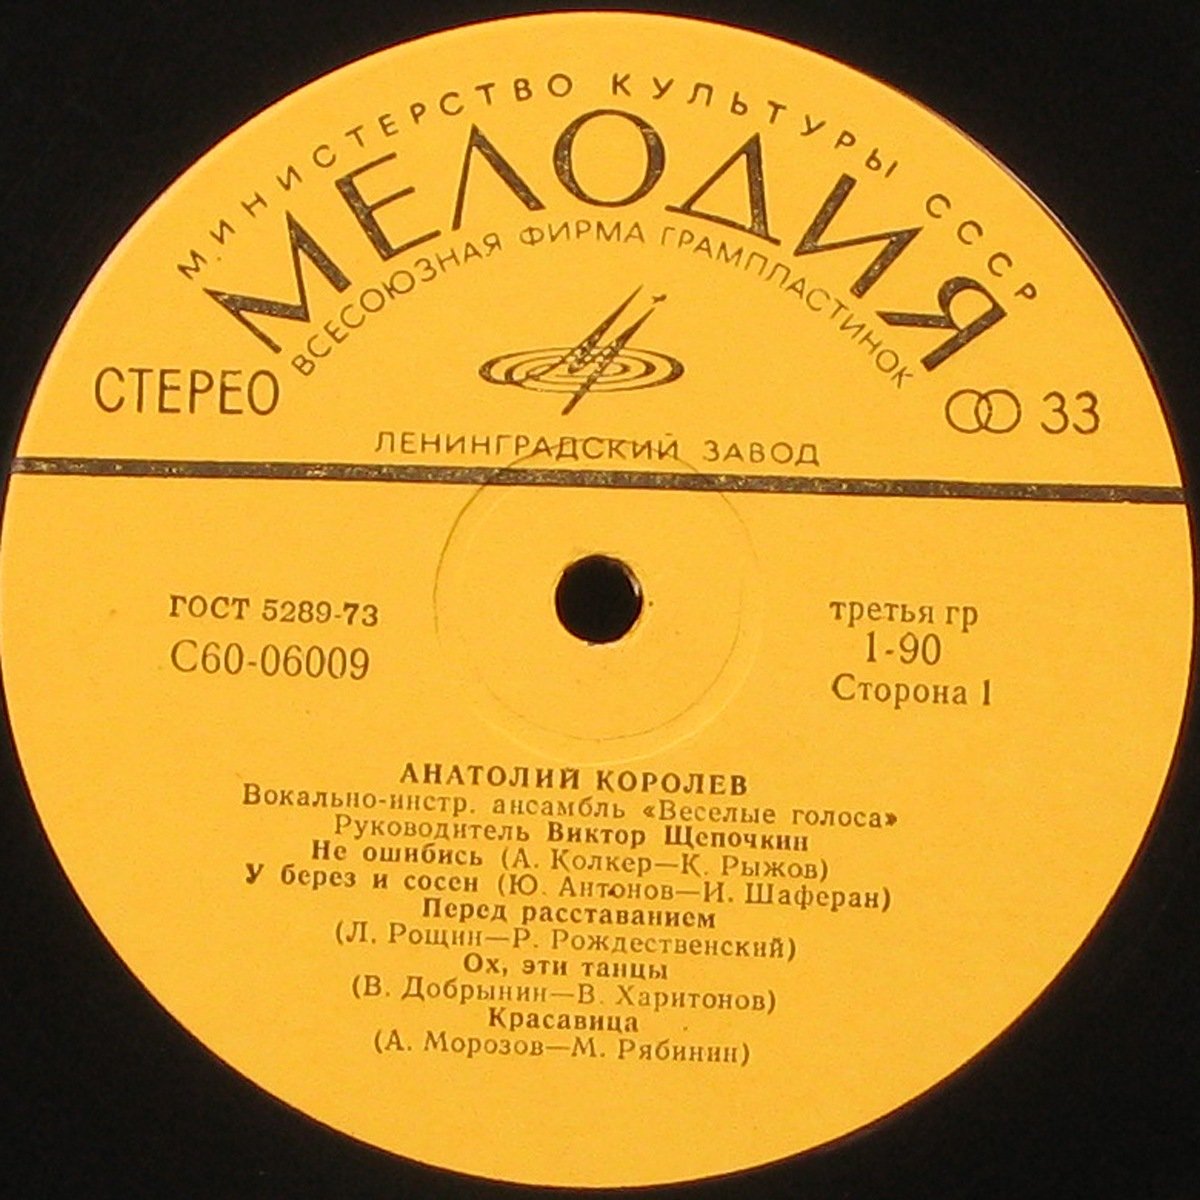 МИНИСТЕРСТВО КУЛЬТУРЫ СССР
МЕЛОДИЯ
ВСЕСОЮЗНАЯ ФИРМА ГРАМПЛАСТИНОК
СТЕРЕО
33
ЛЕНИНГРАДСКИЙ ЗАВОД
ГОСТ 5289-73
С60-06009
третья гр
1-90
Сторона 1
АНАТОЛИЙ КОРОЛЕВ
Вокально-инстр. ансамбль «Веселые голоса»
Руководитель Виктор Щепочкин
Не ошибись (А. Колкер—К. Рыжов)
У берез и сосен (Ю. Антонов—И. Шаферан)
Перед расставанием
(Л. Рощин—Р. Рождественский)
Ох, эти танцы
(В. Добрынин—В. Харитонов)
Красавица
(А. Морозов—М. Рябинин)